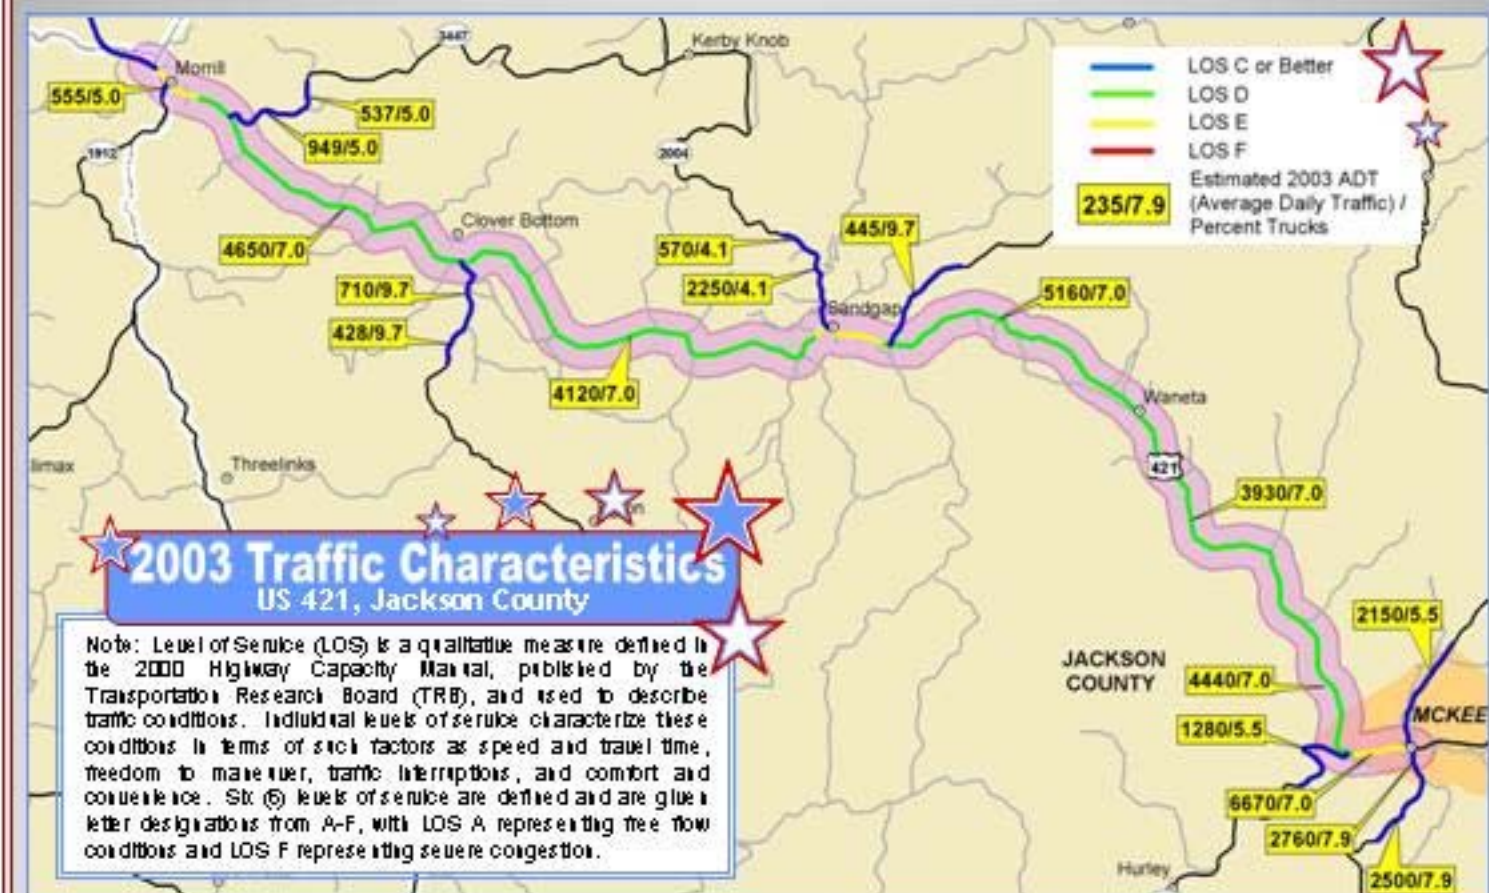 3447
Kerby Knob
Morrill
555/5.0
537/5.0
949/5.0
1912
2004
LOS C or Better
LOS D
LOS E
LOS F
235/7.9
Estimated 2003 ADT
(Average Daily Traffic) /
Percent Trucks
Clover Bottom
4650/7.0
710/9.7
428/9.7
570/4.1
2250/4.1
445/9.7
Sandgap
5160/7.0
4120/7.0
Waneta
421
limax
Threelinks
3930/7.0
on
2003 Traffic Characteristics
US 421, Jackson County
Note: Level of Service (LOS) is a qualitative measure defined in
the 2000 Highway Capacity Manual, published by the
Transportation Research Board (TRB), and used to describe
traffic conditions. Individual levels of service characterize these
conditions in terms of such factors as speed and travel time,
freedom to maneuver, traffic interruptions, and comfort and
convenience. Six (6) levels of service are defined and are given
letter designations from A-F, with LOS A representing free flow
conditions and LOS F representing severe congestion.
JACKSON
COUNTY
2150/5.5
4440/7.0
MCKEE
1280/5.5
6670/7.0
2760/7.9
2500/7.9
Hurley